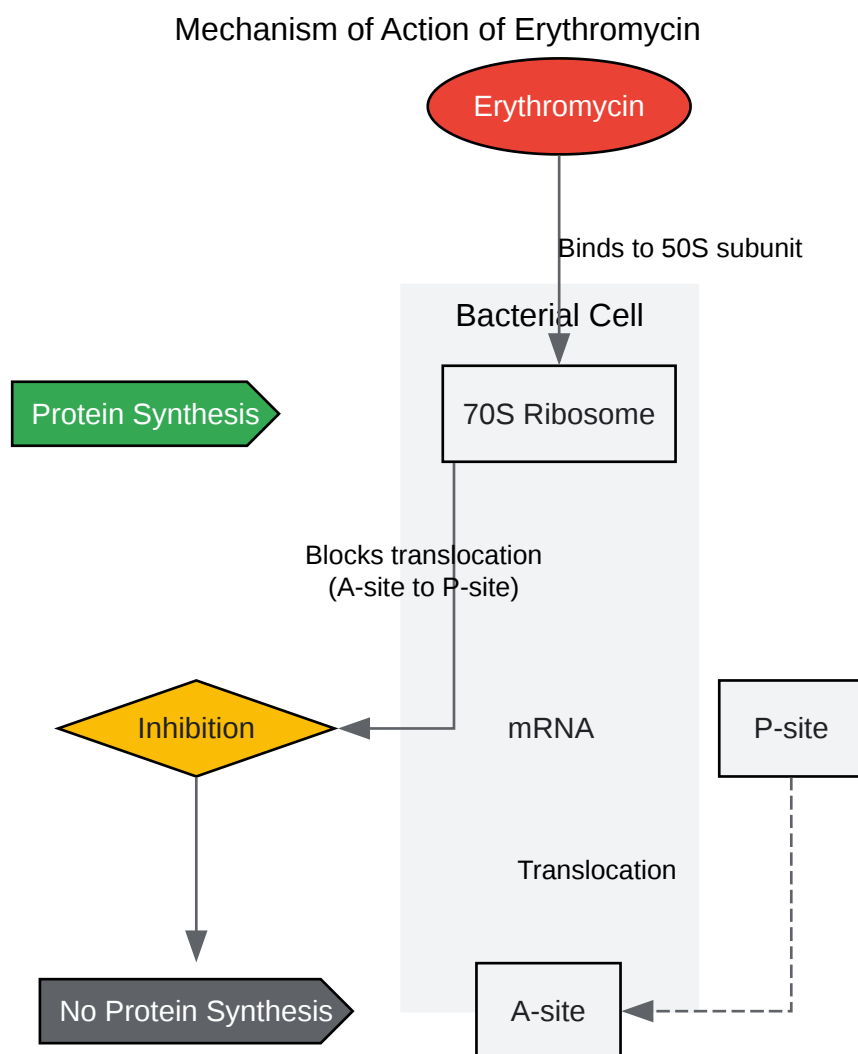 Mechanism of Action of Erythromycin
Erythromycin
Binds to 50S subunit
Bacterial Cell
Protein Synthesis
70S Ribosome
Blocks translocation
(A-site to P-site)
Inhibition
mRNA
P-site
Translocation
No Protein Synthesis
A-site